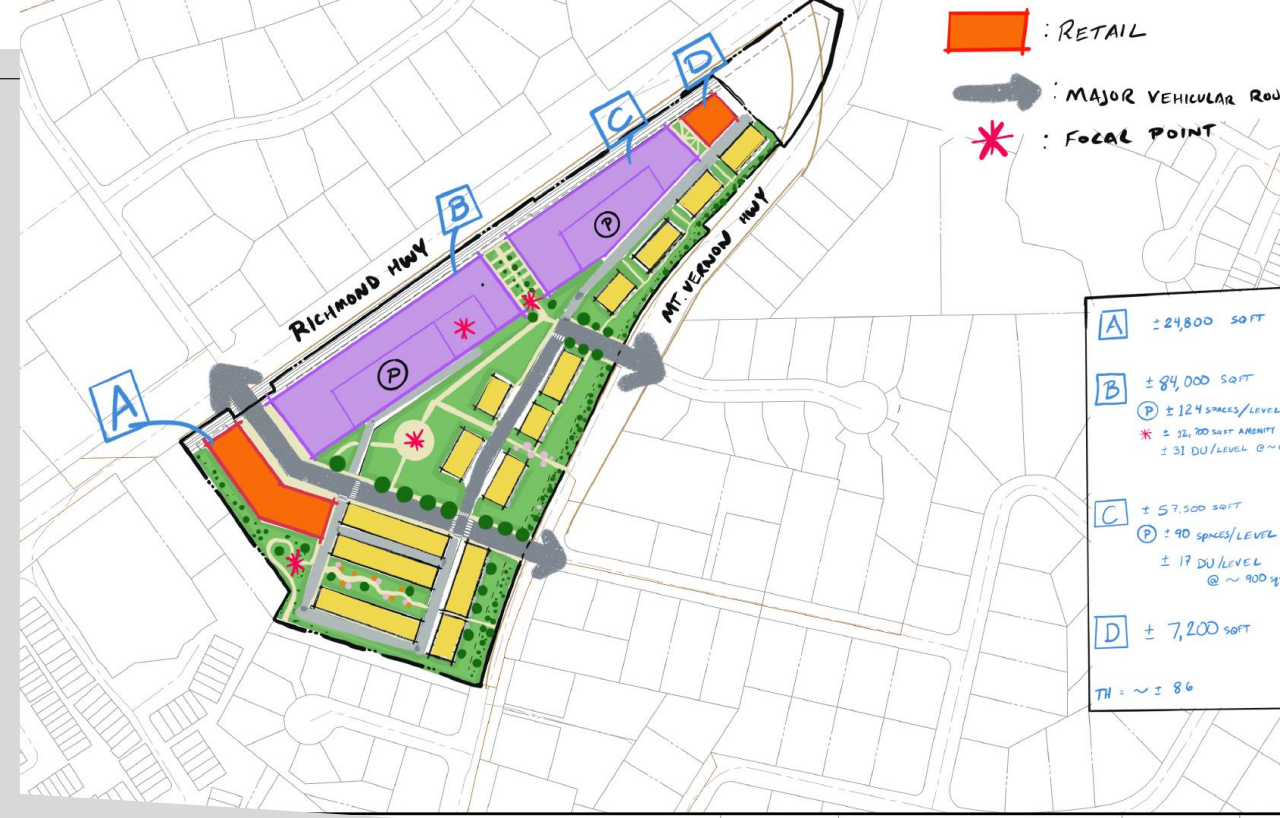 : RETAIL
: MAJOR VEHICULAR
: FOCAL POINT
D
C
B
A
RICHMOND HWY
MT. VERNON HWY
P
P
A ± 24,800 SQFT
B ± 84,000 SQFT
P ± 124 SPACES/LEVEL
± 12,700 SQFT AMENITY
± 31 DU/LEVEL @ ~
C ± 57,500 SQFT
P ± 90 SPACES/LEVEL
± 17 DU/LEVEL
@ ~ 900
D ± 7,200 SQFT
TH = ~ ± 86